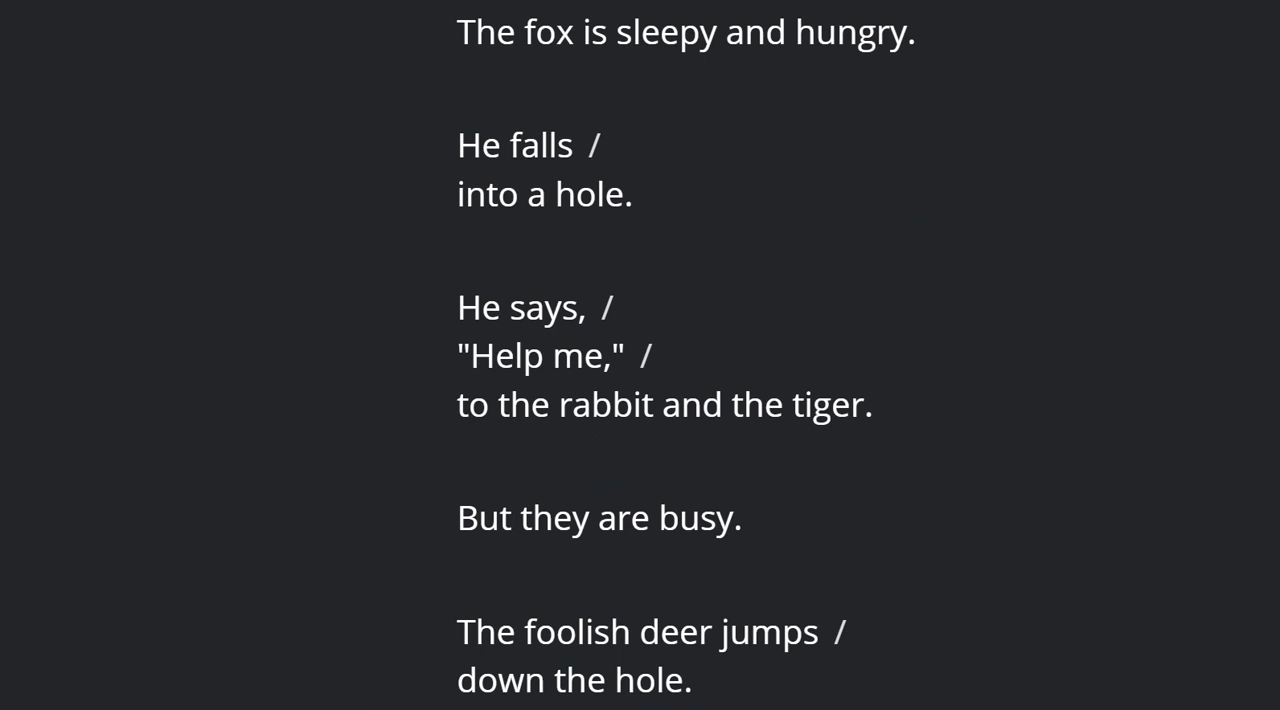 The fox is sleepy and hungry.
He falls /
into a hole.
He says, /
"Help me," /
to the rabbit and the tiger.
But they are busy.
The foolish deer jumps /
down the hole.